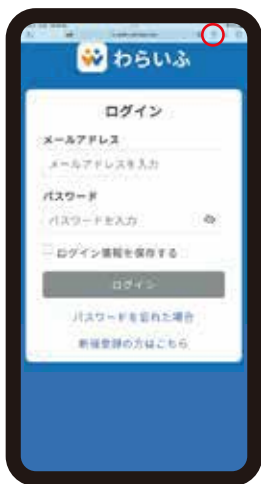 わらいふ
ログイン
メールアドレス
メールアドレスを入力
パスワード
パスワードを入力
ログイン情報を保存する
ログイン
パスワードを忘れた場合
新規登録の方はこちら